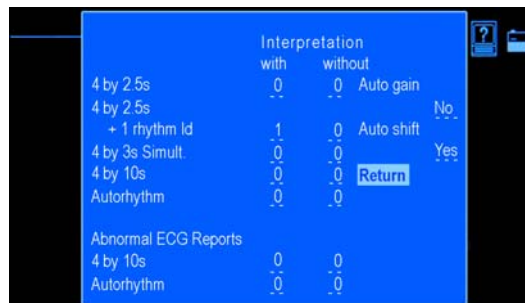 Interpretation
with without
4 by 2.5s 0 0 Auto gain
4 by 2.5s No
+ 1 rhythm ld 1 0 Auto shift
4 by 3s Simult. 0 0 Yes
4 by 10s 0 0 Return
Autorhythm 0 0
Abnormal ECG Reports
4 by 10s 0 0
Autorhythm 0 0
?